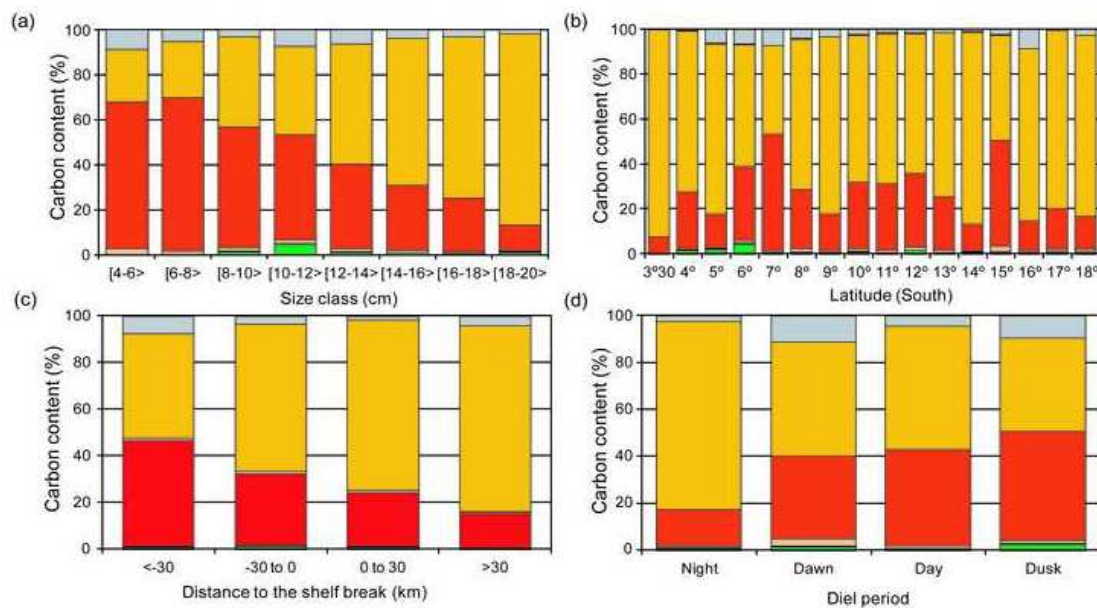 (a)
100
80
60
40
20
0
Carbon content (%)
[4-6> [6-8> [8-10> [10-12> [12-14> [14-16> [16-18> [18-20>
Size class (cm)
(b)
100
80
60
40
20
0
Carbon content (%)
3º30 4º 5º 6º 7º 8º 9º 10º 11º 12º 13º 14º 15º 16º 17º 18º
Latitude (South)
(c)
100
80
60
40
20
0
Carbon content (%)
<-30 -30 to 0 0 to 30 >30
Distance to the shelf break (km)
(d)
100
80
60
40
20
0
Carbon content (%)
Night Dawn Day Dusk
Diel period